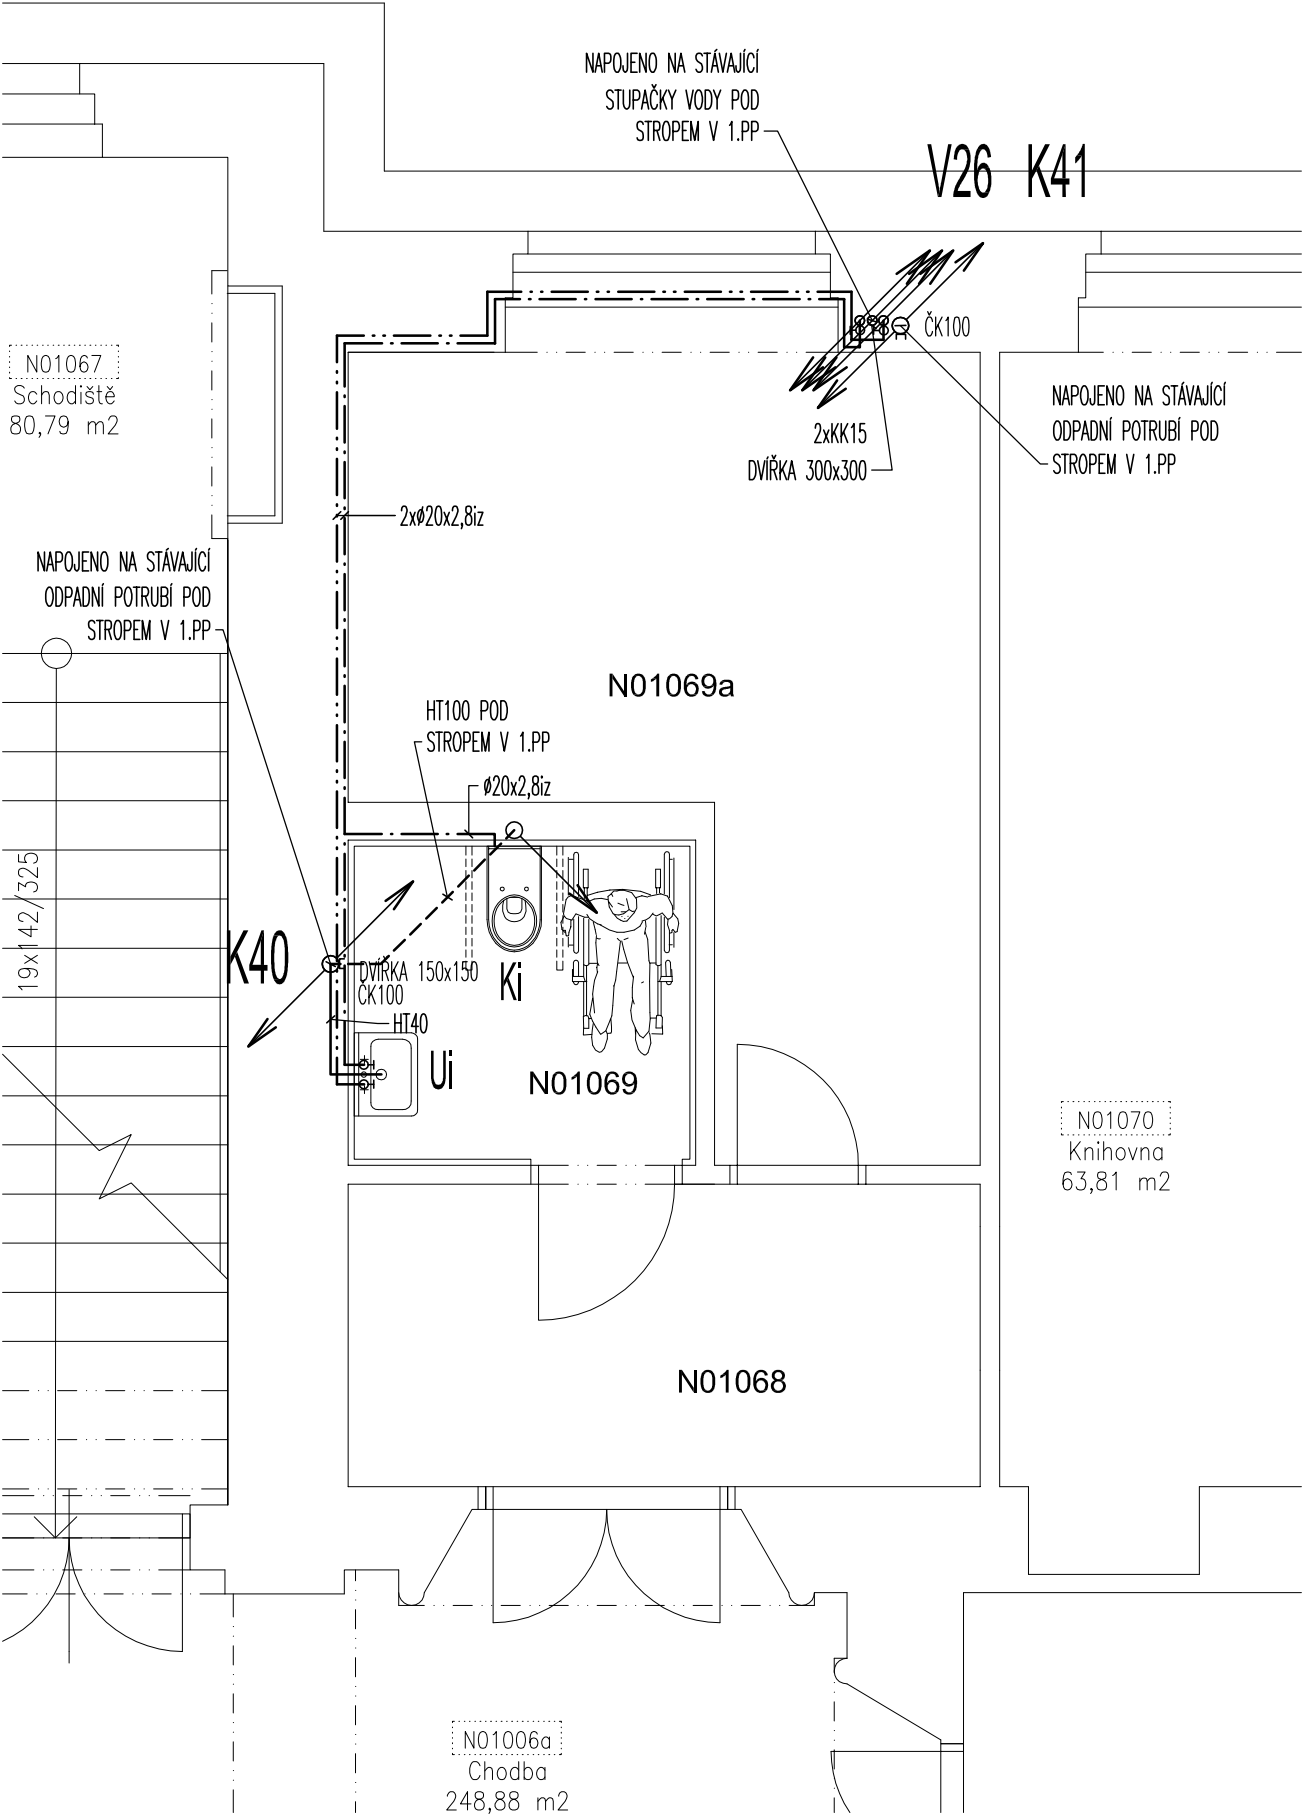 NAPOJENO NA STÁVAJÍCÍ
STUPAČKY VODY POD
STROPEM V 1.PP
V26 K41
ČK100
N01067
Schodiště
80,79 m2
NAPOJENO NA STÁVAJÍCÍ
ODPADNÍ POTRUBÍ POD
STROPEM V 1.PP
2xKK15
DVÍŘKA 300x300
2xø20x2,8iz
NAPOJENO NA STÁVAJÍCÍ
ODPADNÍ POTRUBÍ POD
STROPEM V 1.PP
N01069a
HT100 POD
STROPEM V 1.PP
ø20x2,8iz
19x142/325
K40
DVÍŘKA 150x150
ČK100
Ki
HT40
Ui
N01069
N01070
Knihovna
63,81 m2
N01068
N01006a
Chodba
248,88 m2